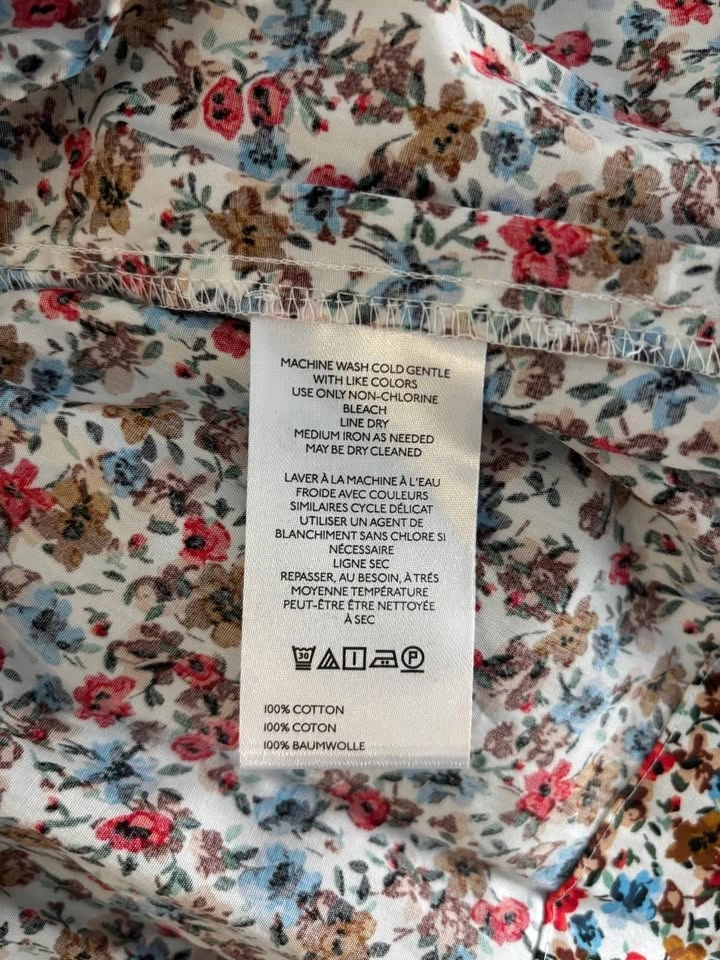 MACHINE WASH COLD GENTLE
WITH LIKE COLORS
USE ONLY NON-CHLORINE
BLEACH
LINE DRY
MEDIUM IRON AS NEEDED
MAY BE DRY CLEANED
LAVER À LA MACHINE À L'EAU
FROIDE AVEC COULEURS
SIMILAIRES CYCLE DÉLICAT
UTILISER UN AGENT DE
BLANCHIMENT SANS CHLORE SI
NÉCESSAIRE
LIGNE SEC
REPASSER, AU BESOIN, À TRÉS
MOYENNE TEMPÉRATURE
PEUT-ÊTRE ÊTRE NETTOYÉE
À SEC
30 P
100% COTTON
100% COTON
100% BAUMWOLLE